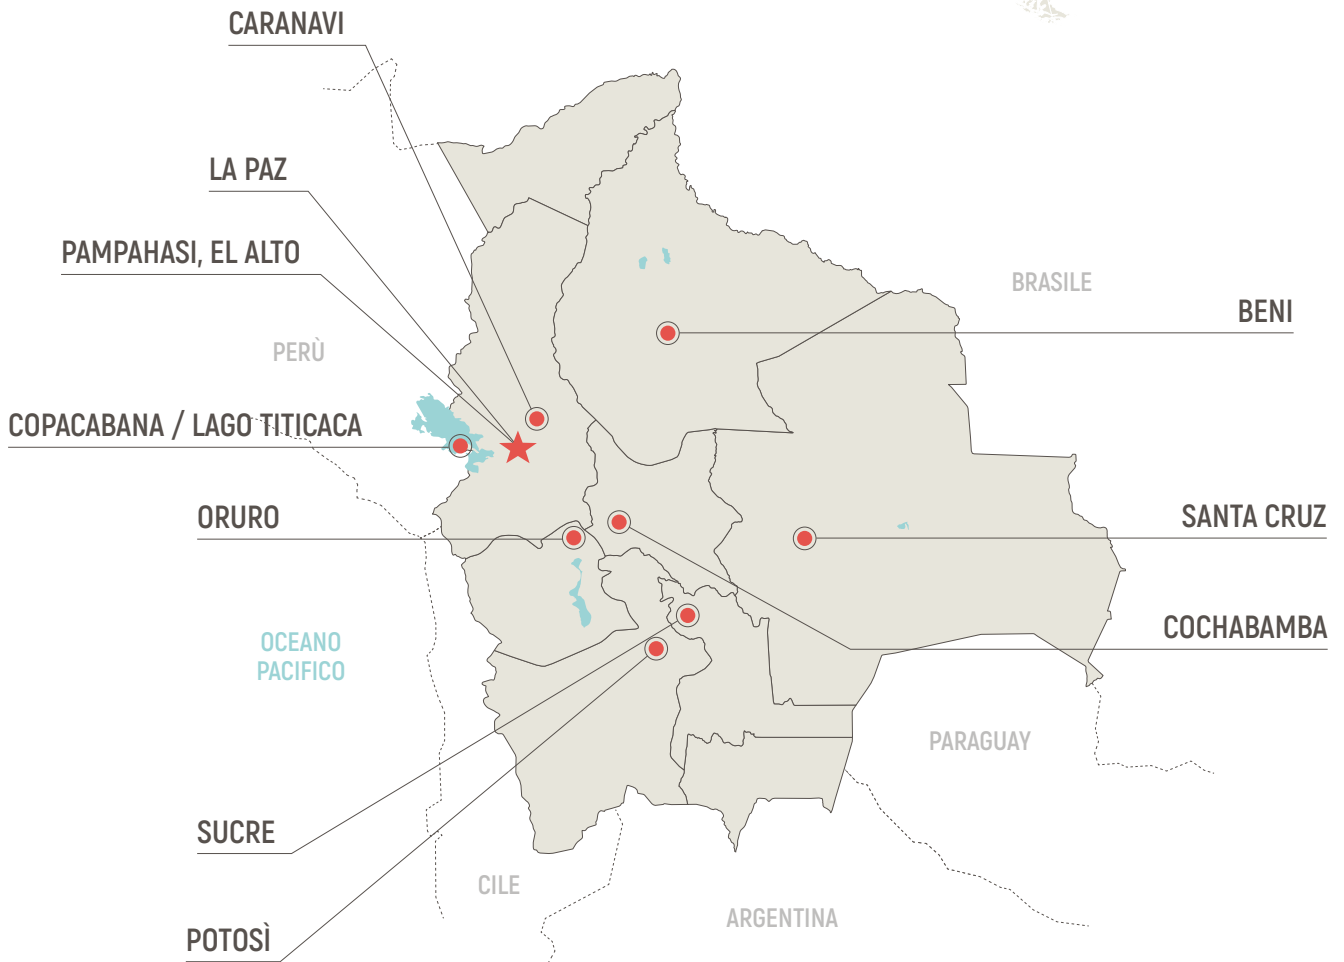 CARANAVI
LA PAZ
PAMPAHASI, EL ALTO
BRASILE
BENI
PERÙ
COPACABANA / LAGO TITICACA
ORURO
SANTA CRUZ
COCHABAMBA
OCEANO
PACIFICO
PARAGUAY
SUCRE
CILE
ARGENTINA
POTOSÌ